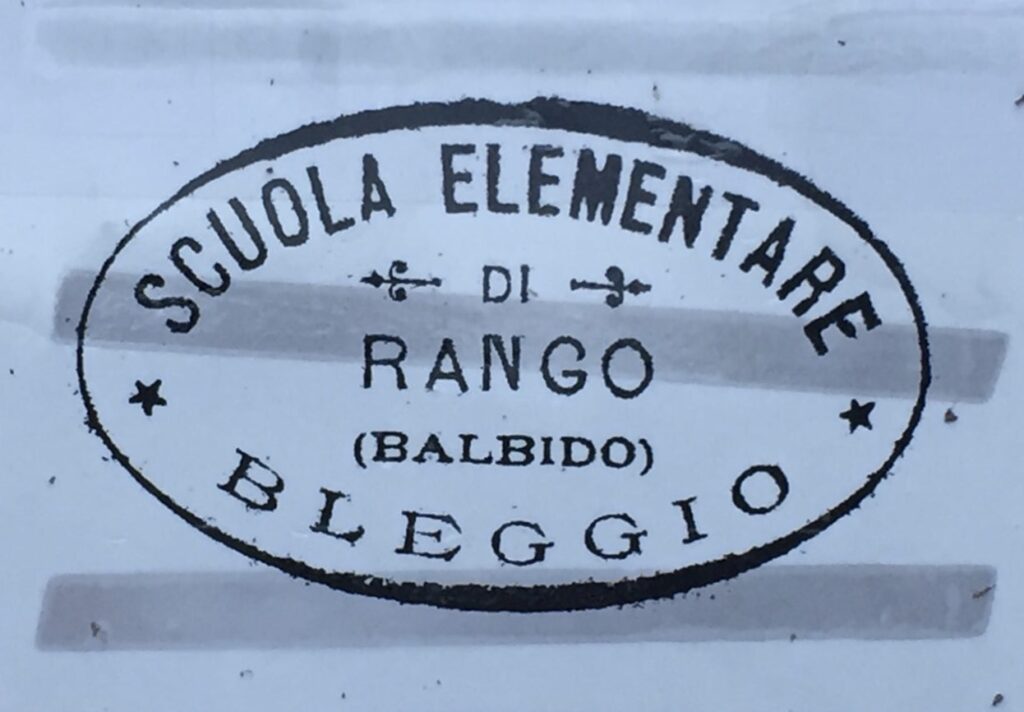 SCUOLA ELEMENTARE
DI
RANGO
(BALBIDO)
BLEGGIO